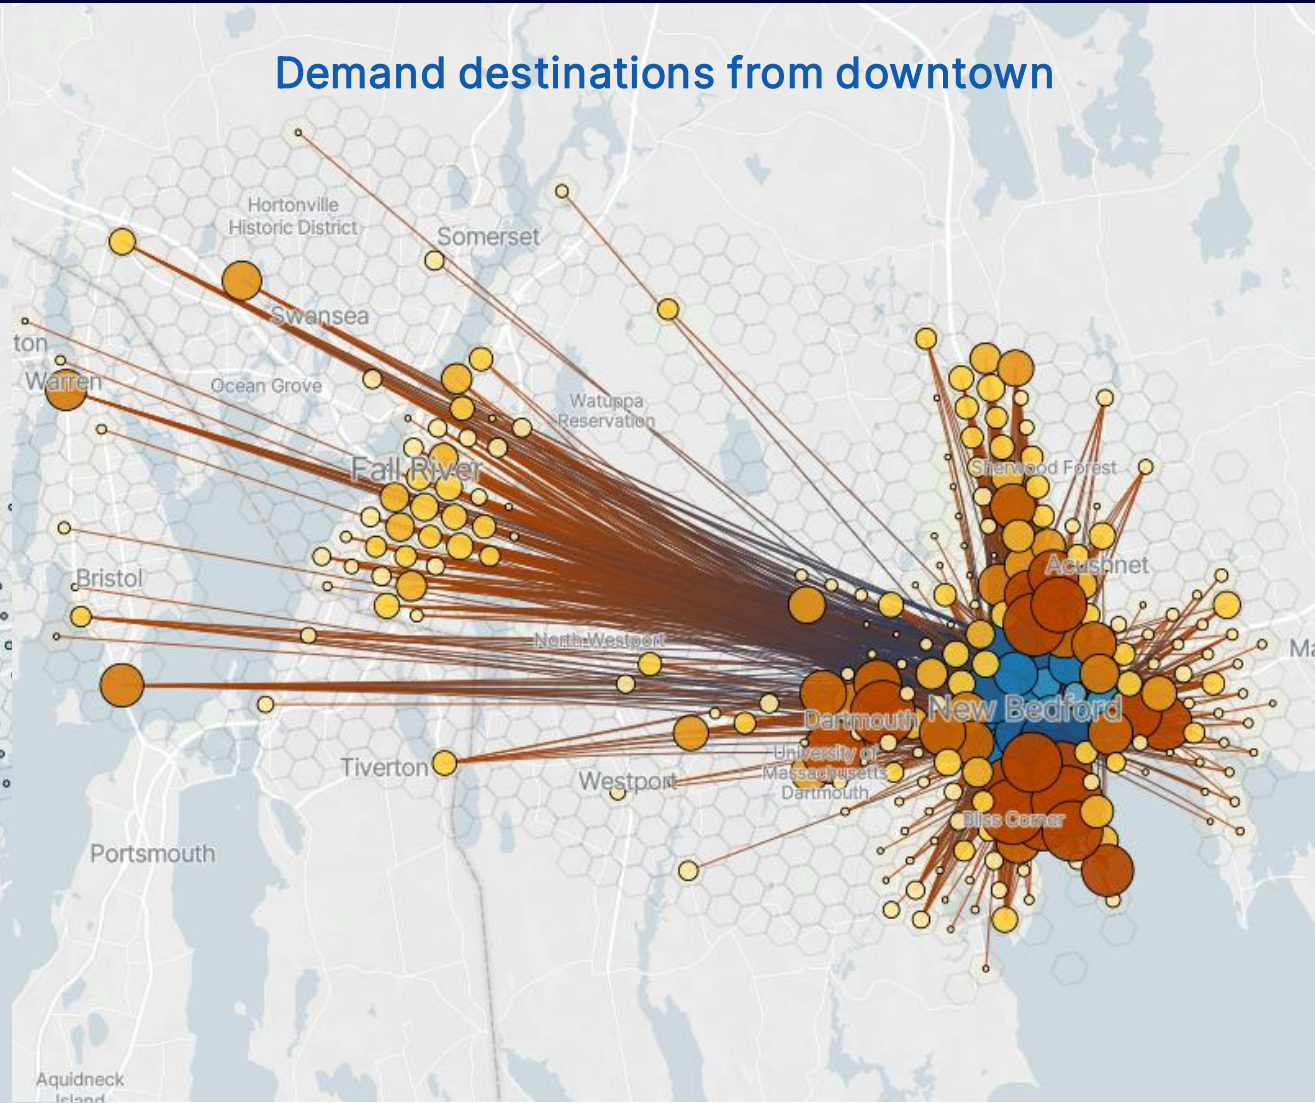 Demand destinations from downtown
Hortonville
Historic District
Somerset
Swansea
ton
Warren
Ocean Grove
Watuppa
Reservation
Fall River
Sherwood Forest
Acushnet
Bristol
North Westport
Ma
Dartmouth
New Bedford
University of
Massachusetts
Dartmouth
Tiverton
Westport
Bliss Corner
Portsmouth
Aquidneck
Island